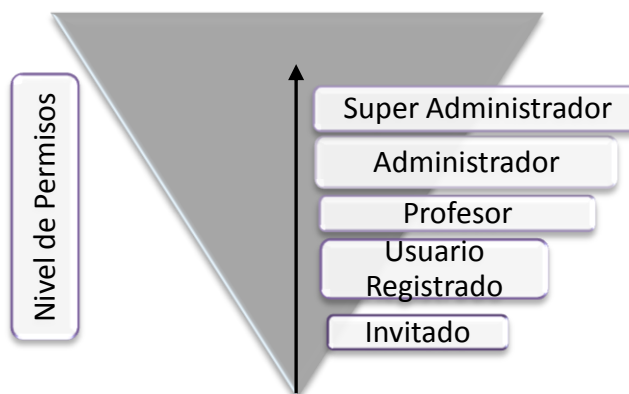 Nivel de Permisos
Super Administrador
Administrador
Profesor
Usuario
Registrado
Invitado